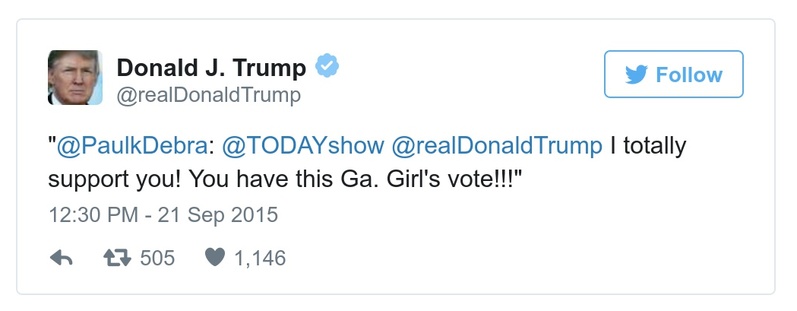 Donald J. Trump
Follow
@realDonaldTrump
"@PaulkDebra: @TODAYshow @realDonaldTrump I totally
support you! You have this Ga. Girl's vote!!!"
12:30 PM - 21 Sep 2015
505 1,146